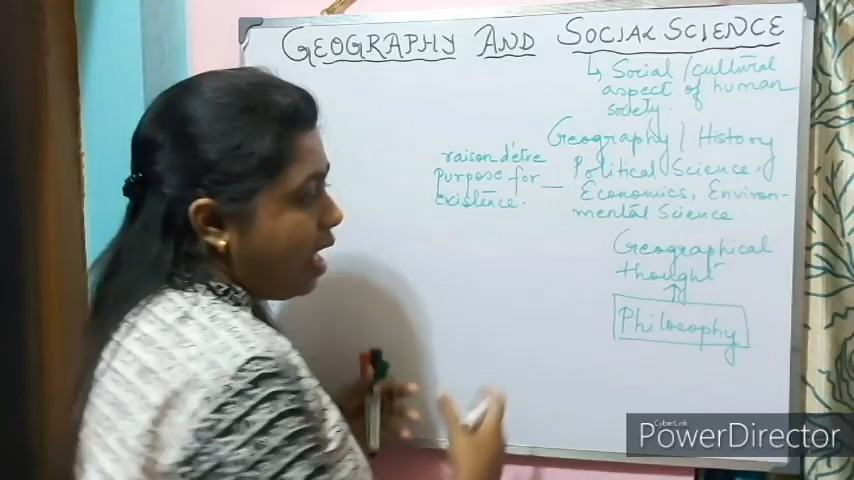 GEOGRAPHY AND SOCIAL SCIENCE
↳ Social / cultural
aspect of human
society.
Geography / History
raison d'être
Political Science,
purpose for —
Economics, Environ-
existence.
mental Science
Geographical
thought
Philosophy
CyberLink
PowerDirector